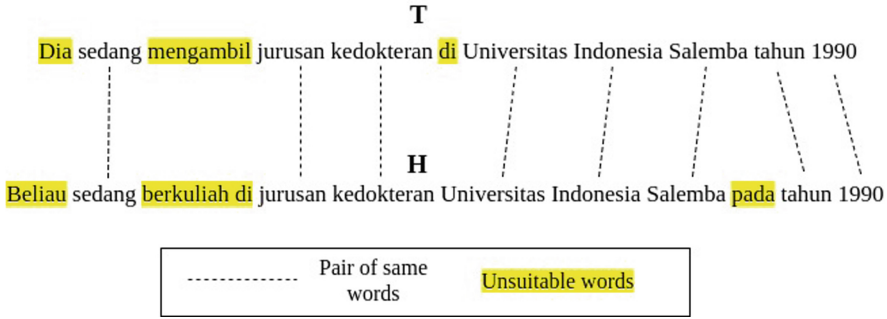 T
Dia sedang mengambil jurusan kedokteran di Universitas Indonesia Salemba tahun 1990
H
Beliau sedang berkuliah di jurusan kedokteran Universitas Indonesia Salemba pada tahun 1990
Pair of same
words
Unsuitable words